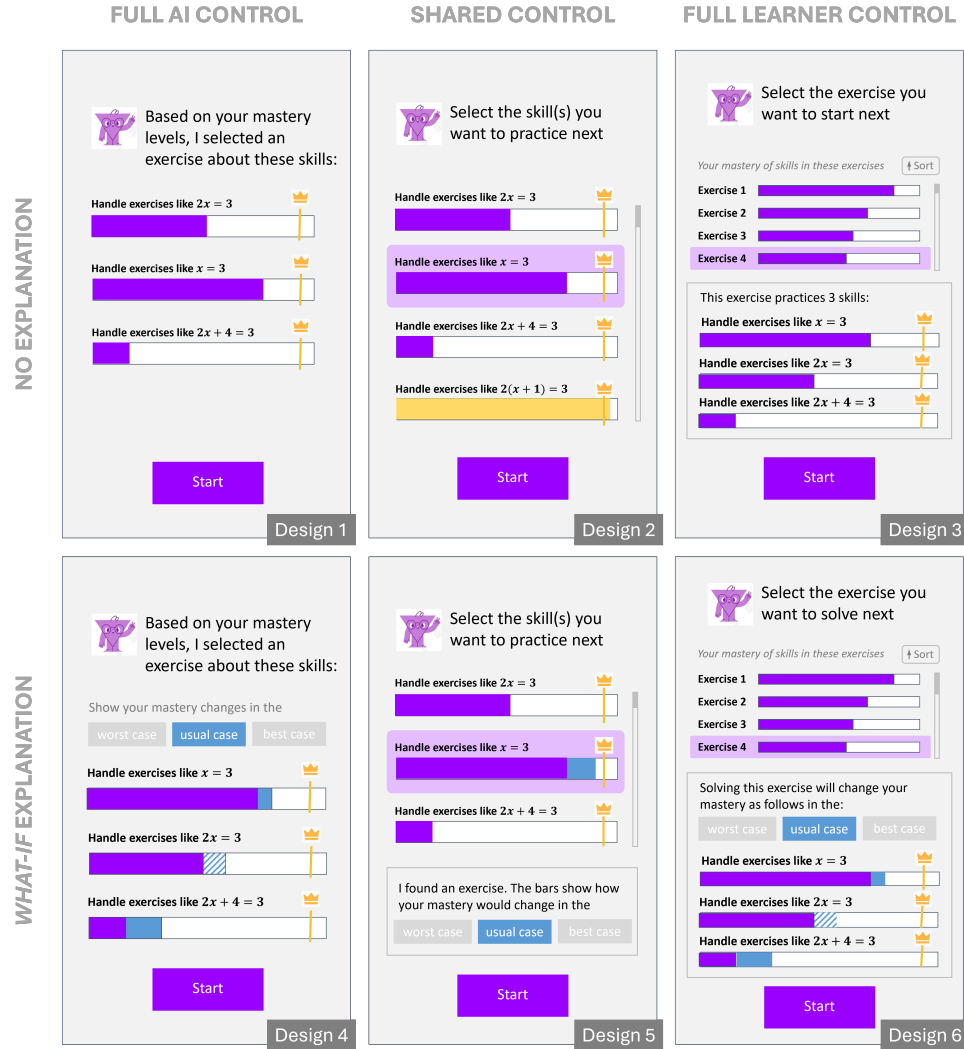 FULL AI CONTROL
SHARED CONTROL
FULL LEARNER CONTROL
NO EXPLANATION
Based on your mastery
levels, I selected an
exercise about these skills:
Handle exercises like 2x = 3
Handle exercises like x = 3
Handle exercises like 2x + 4 = 3
Start
Design 1
Select the skill(s) you
want to practice next
Handle exercises like 2x = 3
Handle exercises like x = 3
Handle exercises like 2x + 4 = 3
Handle exercises like 2(x + 1) = 3
Start
Design 2
Select the exercise you
want to start next
Your mastery of skills in these exercises
Sort
Exercise 1
Exercise 2
Exercise 3
Exercise 4
This exercise practices 3 skills:
Handle exercises like x = 3
Handle exercises like 2x = 3
Handle exercises like 2x + 4 = 3
Start
Design 3
WHAT-IF EXPLANATION
Based on your mastery
levels, I selected an
exercise about these skills:
Show your mastery changes in the
worst case
usual case
best case
Handle exercises like x = 3
Handle exercises like 2x = 3
Handle exercises like 2x + 4 = 3
Start
Design 4
Select the skill(s) you
want to practice next
Handle exercises like 2x = 3
Handle exercises like x = 3
Handle exercises like 2x + 4 = 3
I found an exercise. The bars show how
your mastery would change in the
worst case
usual case
best case
Start
Design 5
Select the exercise you
want to solve next
Your mastery of skills in these exercises
Sort
Exercise 1
Exercise 2
Exercise 3
Exercise 4
Solving this exercise will change your
mastery as follows in the:
worst case
usual case
best case
Handle exercises like x = 3
Handle exercises like 2x = 3
Handle exercises like 2x + 4 = 3
Start
Design 6